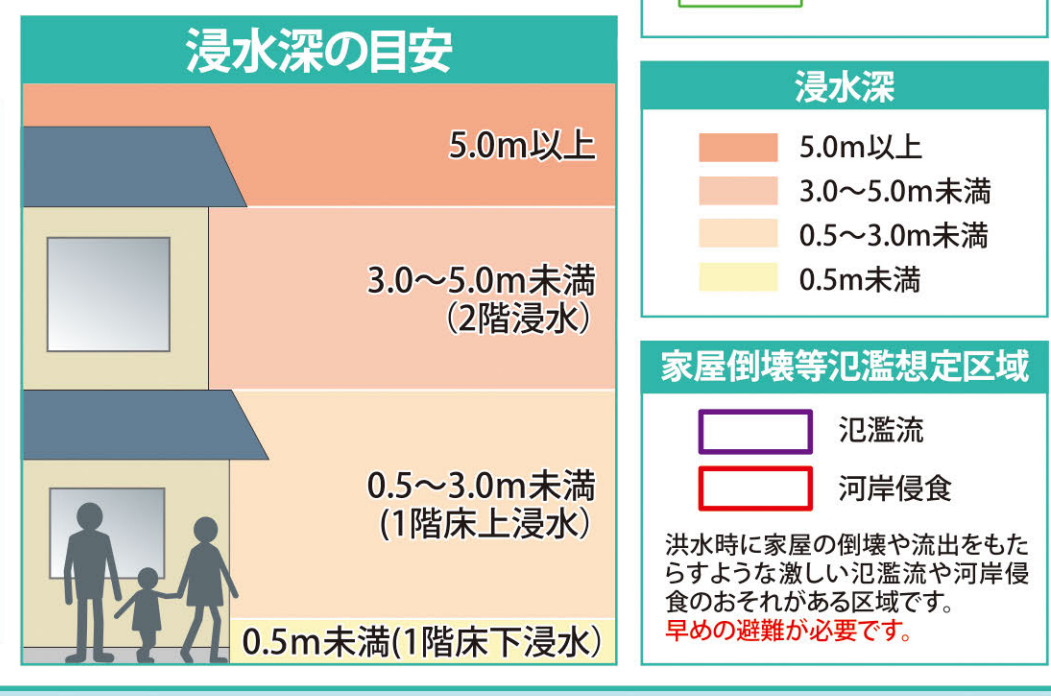 浸水深の目安
5.0m以上
3.0～5.0m未満
（2階浸水）
0.5～3.0m未満
(1階床上浸水）
0.5m未満(1階床下浸水）
浸水深
5.0m以上
3.0～5.0m未満
0.5～3.0m未満
0.5m未満
家屋倒壊等氾濫想定区域
氾濫流
河岸侵食
洪水時に家屋の倒壊や流出をもた
らすような激しい氾濫流や河岸侵
食のおそれがある区域です。
早めの避難が必要です。